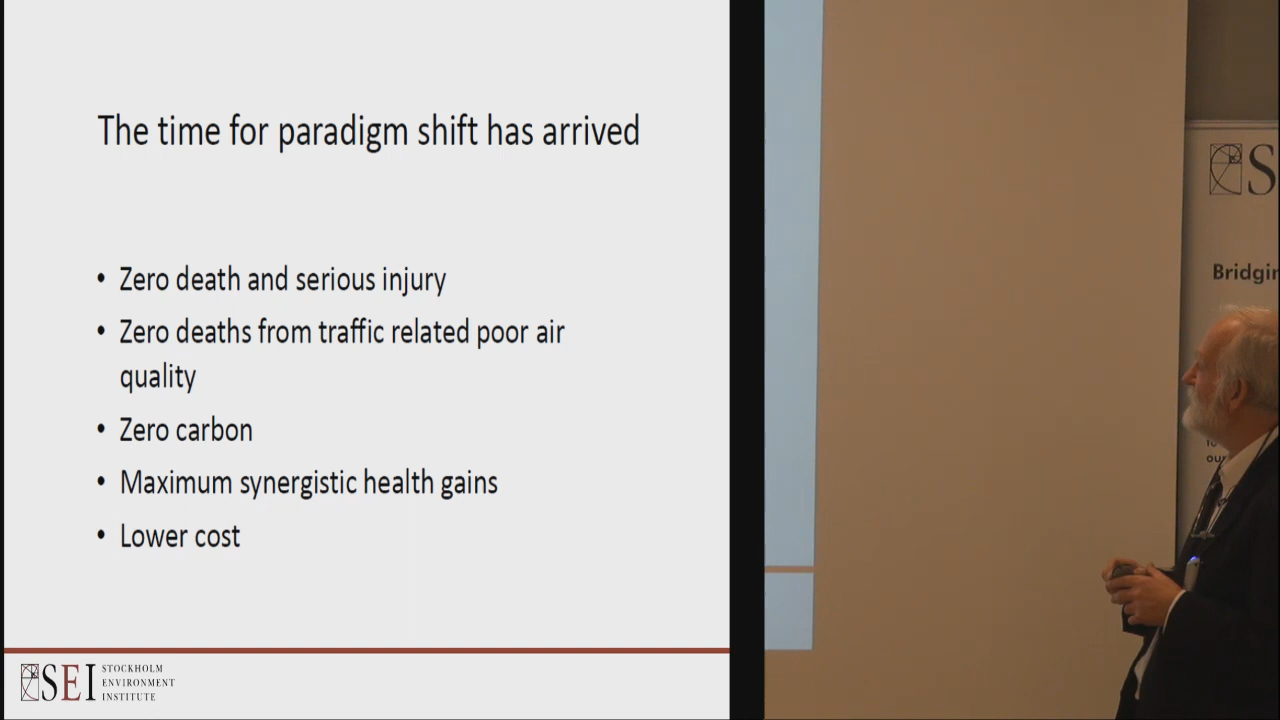 The time for paradigm shift has arrived
• Zero death and serious injury
• Zero deaths from traffic related poor air
quality
• Zero carbon
• Maximum synergistic health gains
• Lower cost
SEI STOCKHOLM
ENVIRONMENT
INSTITUTE
S
Bridgin
our